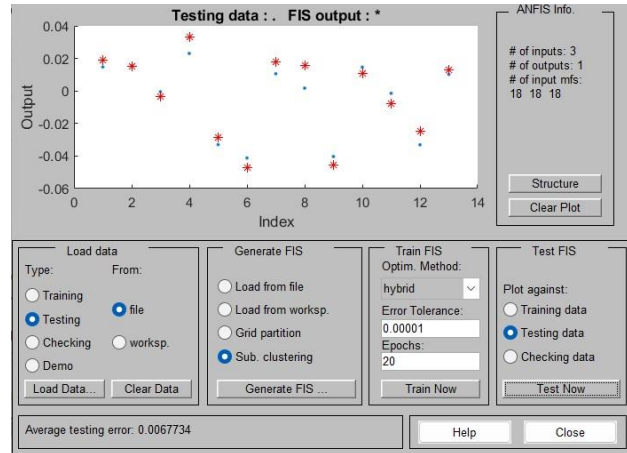 Testing data : .   FIS output : *
0.04
0.02
0
-0.02
-0.04
-0.06
Output
0
2
4
6
8
10
12
14
Index
ANFIS Info.
# of inputs: 3
# of outputs: 1
# of input mfs:
18 18 18
Structure
Clear Plot
Load data
Type:
From:
Training
Testing
Checking
Demo
file
worksp.
Load Data...
Clear Data
Generate FIS
Load from file
Load from worksp.
Grid partition
Sub. clustering
Generate FIS ...
Train FIS
Optim. Method:
hybrid
Error Tolerance:
0.00001
Epochs:
20
Train Now
Test FIS
Plot against:
Training data
Testing data
Checking data
Test Now
Average testing error: 0.0067734
Help
Close